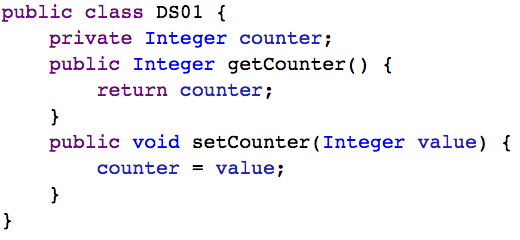 public class DS01 {
    private Integer counter;
    public Integer getCounter() {
        return counter;
    }
    public void setCounter(Integer value) {
        counter = value;
    }
}